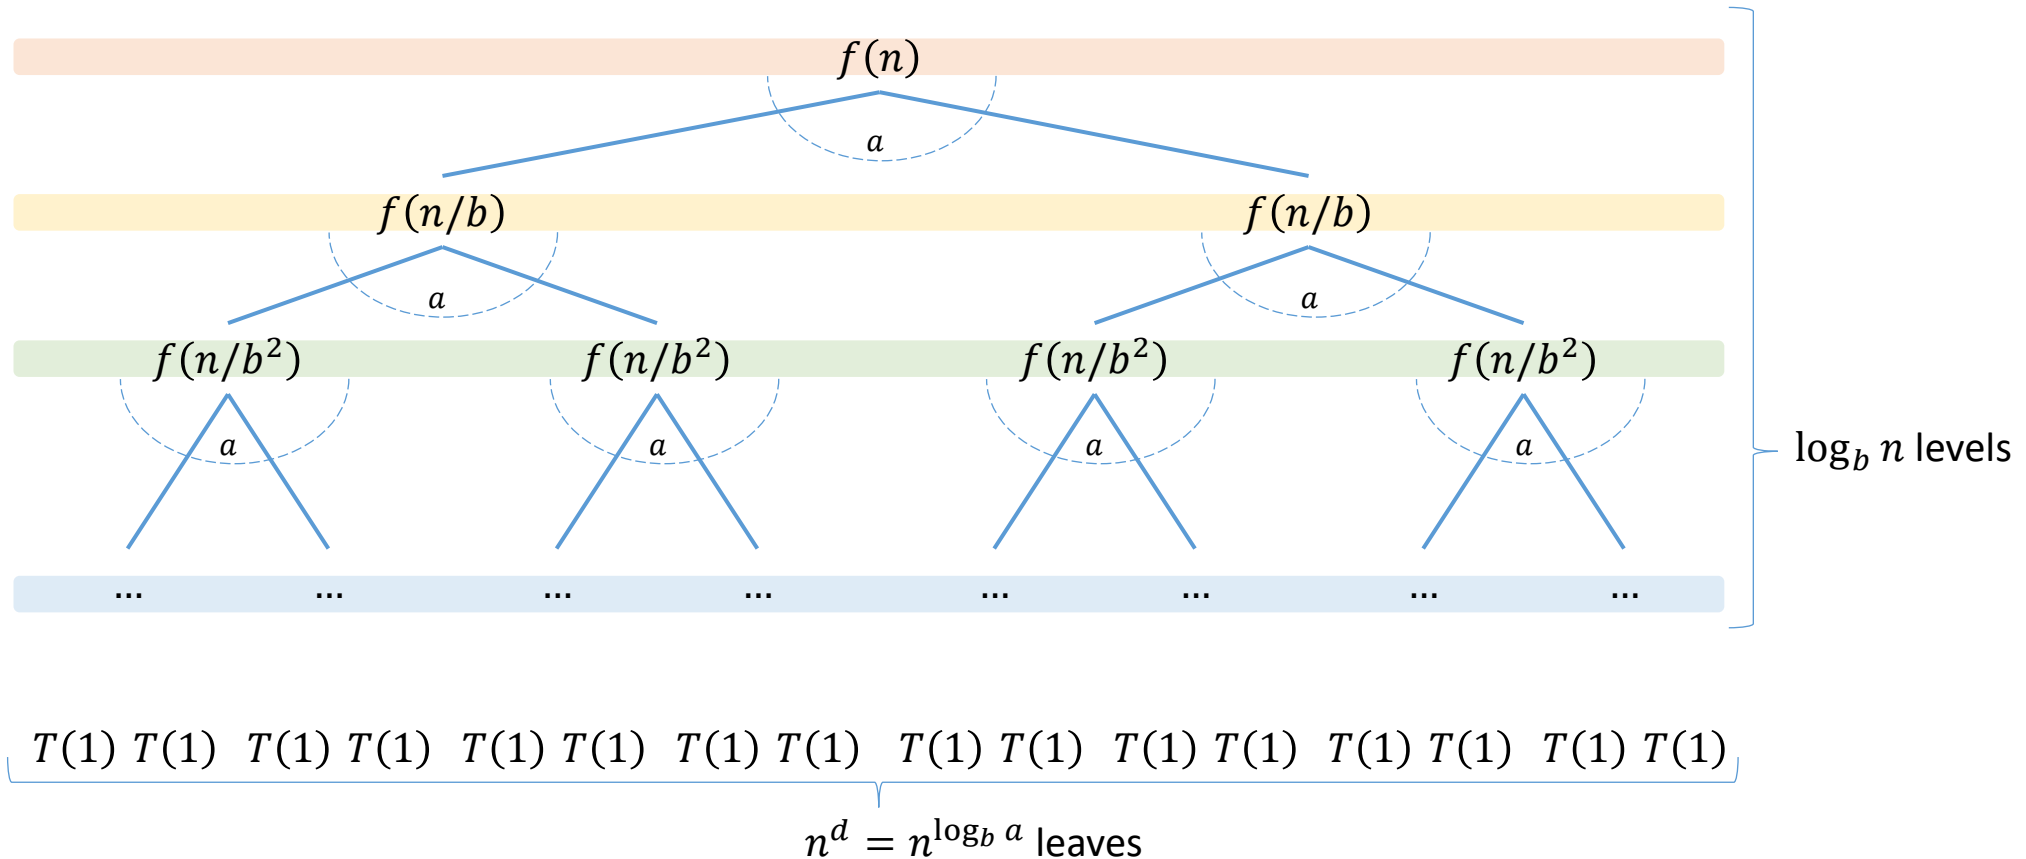 f(n)
a
f(n/b) f(n/b)
a a
f(n/b²) f(n/b²) f(n/b²) f(n/b²)
a a a a
log_b n levels
... ... ... ... ... ... ... ...
T(1) T(1) T(1) T(1) T(1) T(1) T(1) T(1) T(1) T(1) T(1) T(1) T(1) T(1) T(1) T(1)
n^d = n^{log_b a} leaves